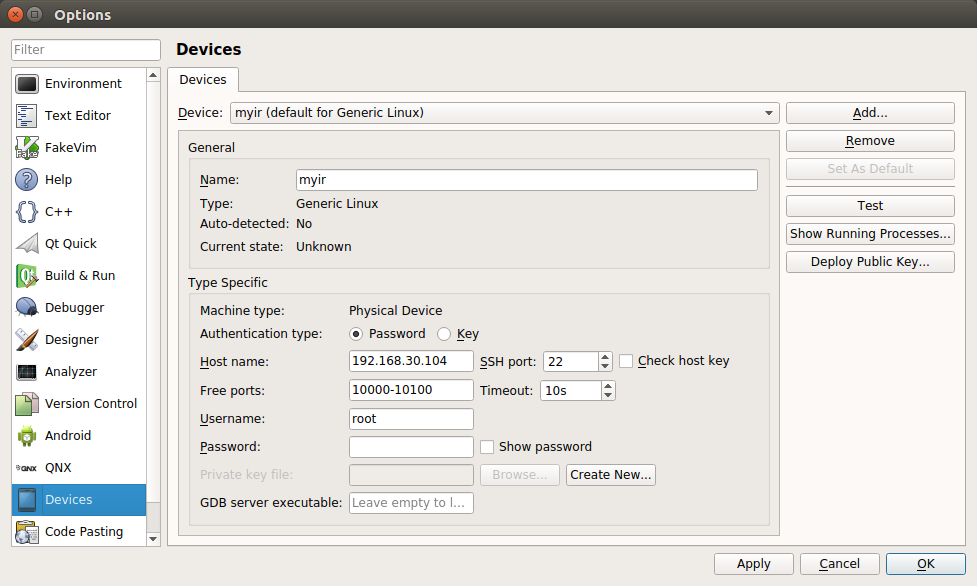 Options
Filter
Environment
Text Editor
FakeVim
Help
C++
Qt Quick
Build & Run
Debugger
Designer
Analyzer
Version Control
Android
QNX
Devices
Code Pasting
Devices
Devices
Device: myir (default for Generic Linux)
General
Name: myir
Type: Generic Linux
Auto-detected: No
Current state: Unknown
Type Specific
Machine type: Physical Device
Authentication type: Password Key
Host name: 192.168.30.104 SSH port: 22 Check host key
Free ports: 10000-10100 Timeout: 10s
Username: root
Password: Show password
Private key file: Browse... Create New...
GDB server executable: Leave empty to l...
Add...
Remove
Set As Default
Test
Show Running Processes...
Deploy Public Key...
Apply Cancel OK